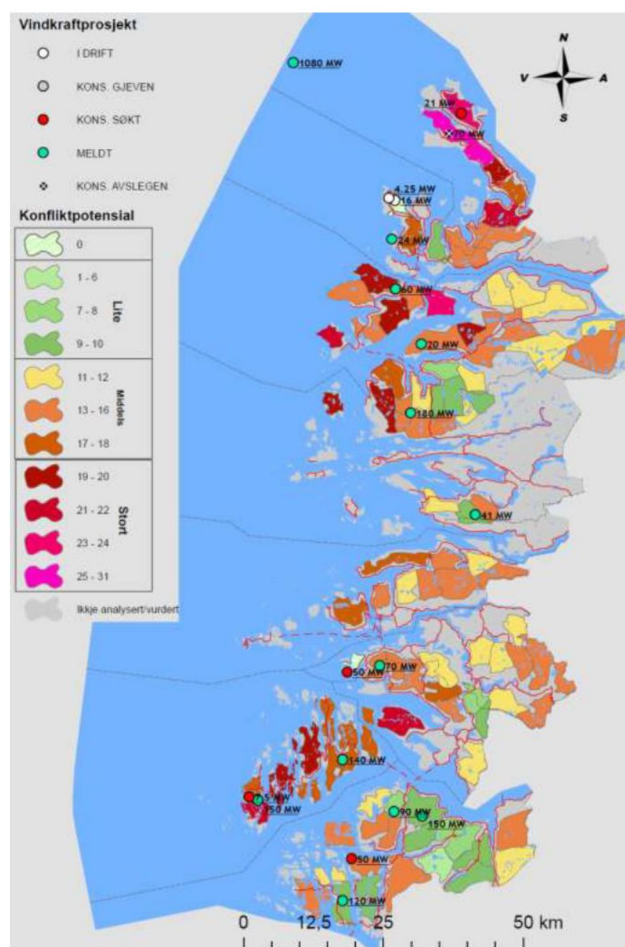 Vindkraftprosjekt
I DRIFT
KONS. GJEVEN
KONS. SØKT
MELDT
KONS. AVSLEGEN
Konfliktpotensial
0
1 - 6
7 - 8
9 - 10
Lite
11 - 12
13 - 16
17 - 18
Middels
19 - 20
21 - 22
23 - 24
25 - 31
Stort
Ikkje analysert/vurdert
N
V
A
S
1080 MW
21 MW
70 MW
4.25 MW
16 MW
24 MW
60 MW
20 MW
180 MW
41 MW
70 MW
50 MW
140 MW
MW
50 MW
90 MW
150 MW
50 MW
120 MW
0 12,5 25 50 km